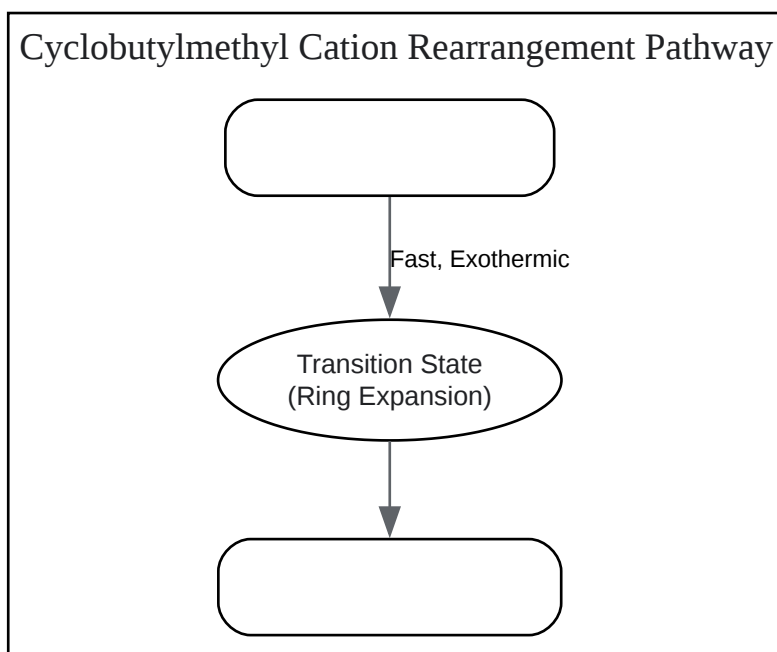 Cyclobutylmethyl Cation Rearrangement Pathway
Fast, Exothermic
Transition State
(Ring Expansion)